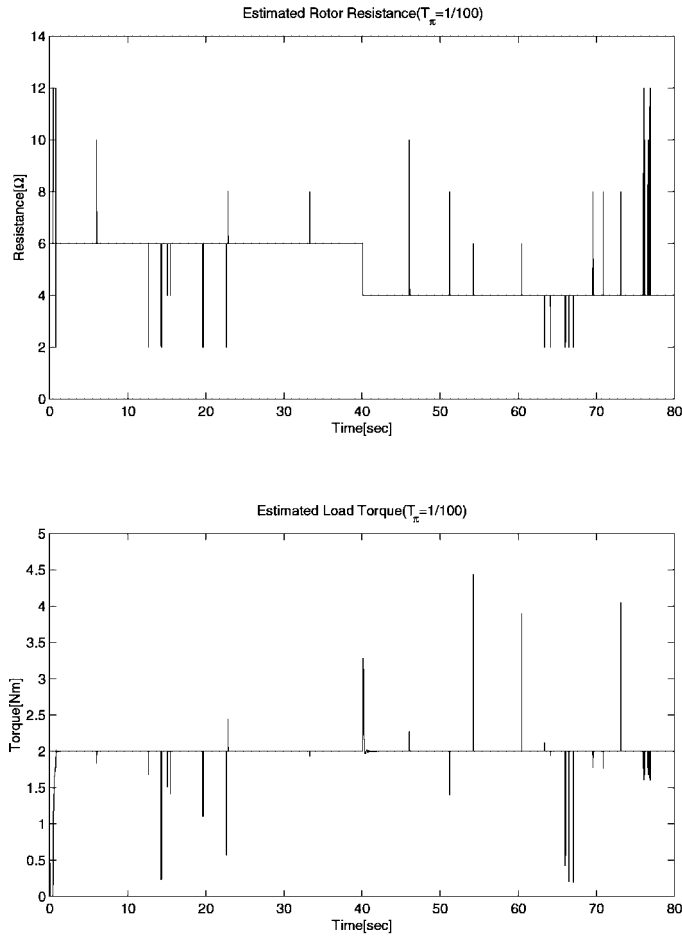 Estimated Rotor Resistance(Tπ=1/100)
14
12
10
8
6
4
2
0
Resistance[Ω]
0 10 20 30 40 50 60 70 80
Time[sec]
Estimated Load Torque(Tπ=1/100)
5
4.5
4
3.5
3
2.5
2
1.5
1
0.5
0
Torque[Nm]
0 10 20 30 40 50 60 70 80
Time[sec]